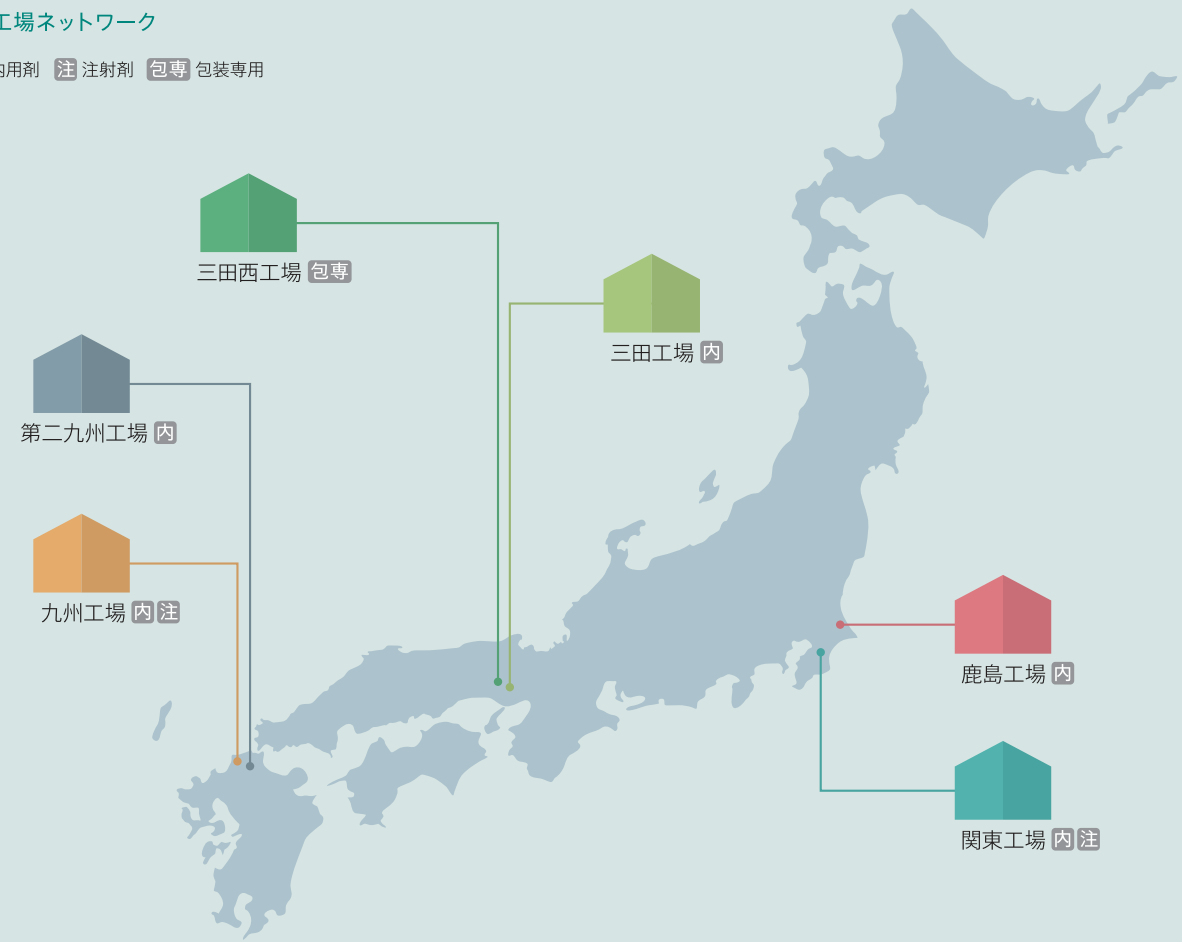 工場ネットワーク
内用剤 注 注射剤 包専 包装専用
三田西工場 包専
三田工場 内
第二九州工場 内
九州工場 内 注
鹿島工場 内
関東工場 内 注